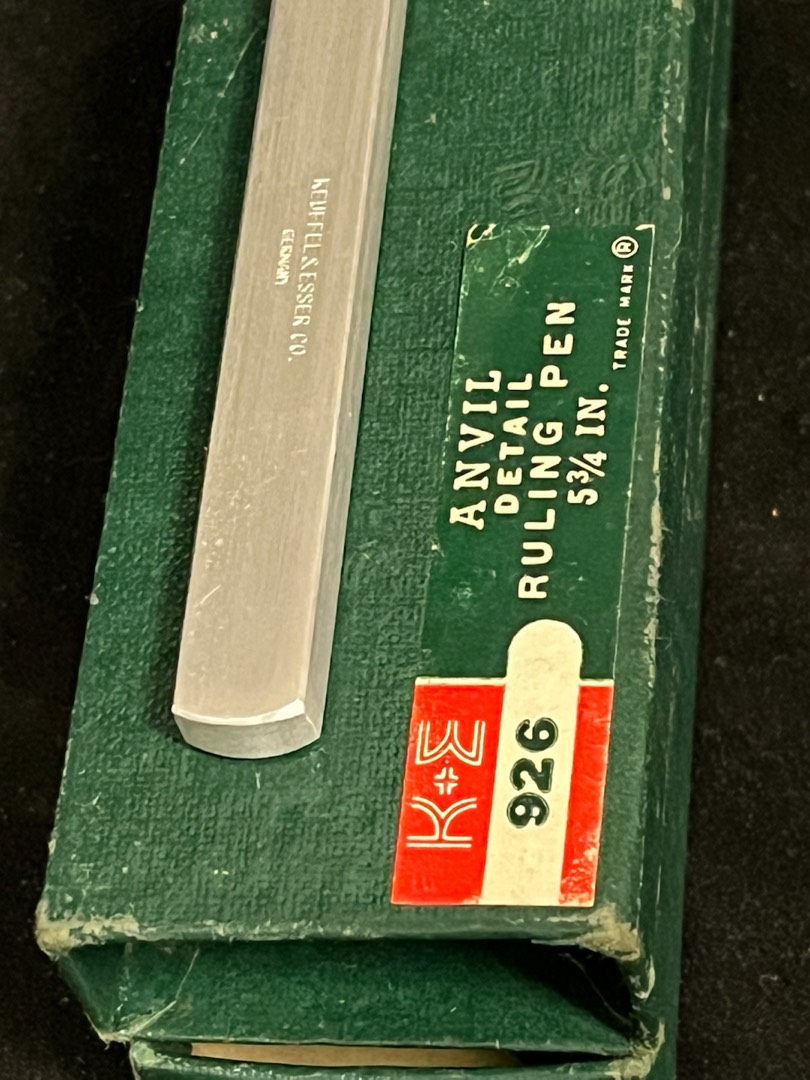 KEUFFEL & ESSER CO.
GERMANY
ANVIL
DETAIL
RULING PEN
5¾ IN.
TRADE MARK ®
K+E
926